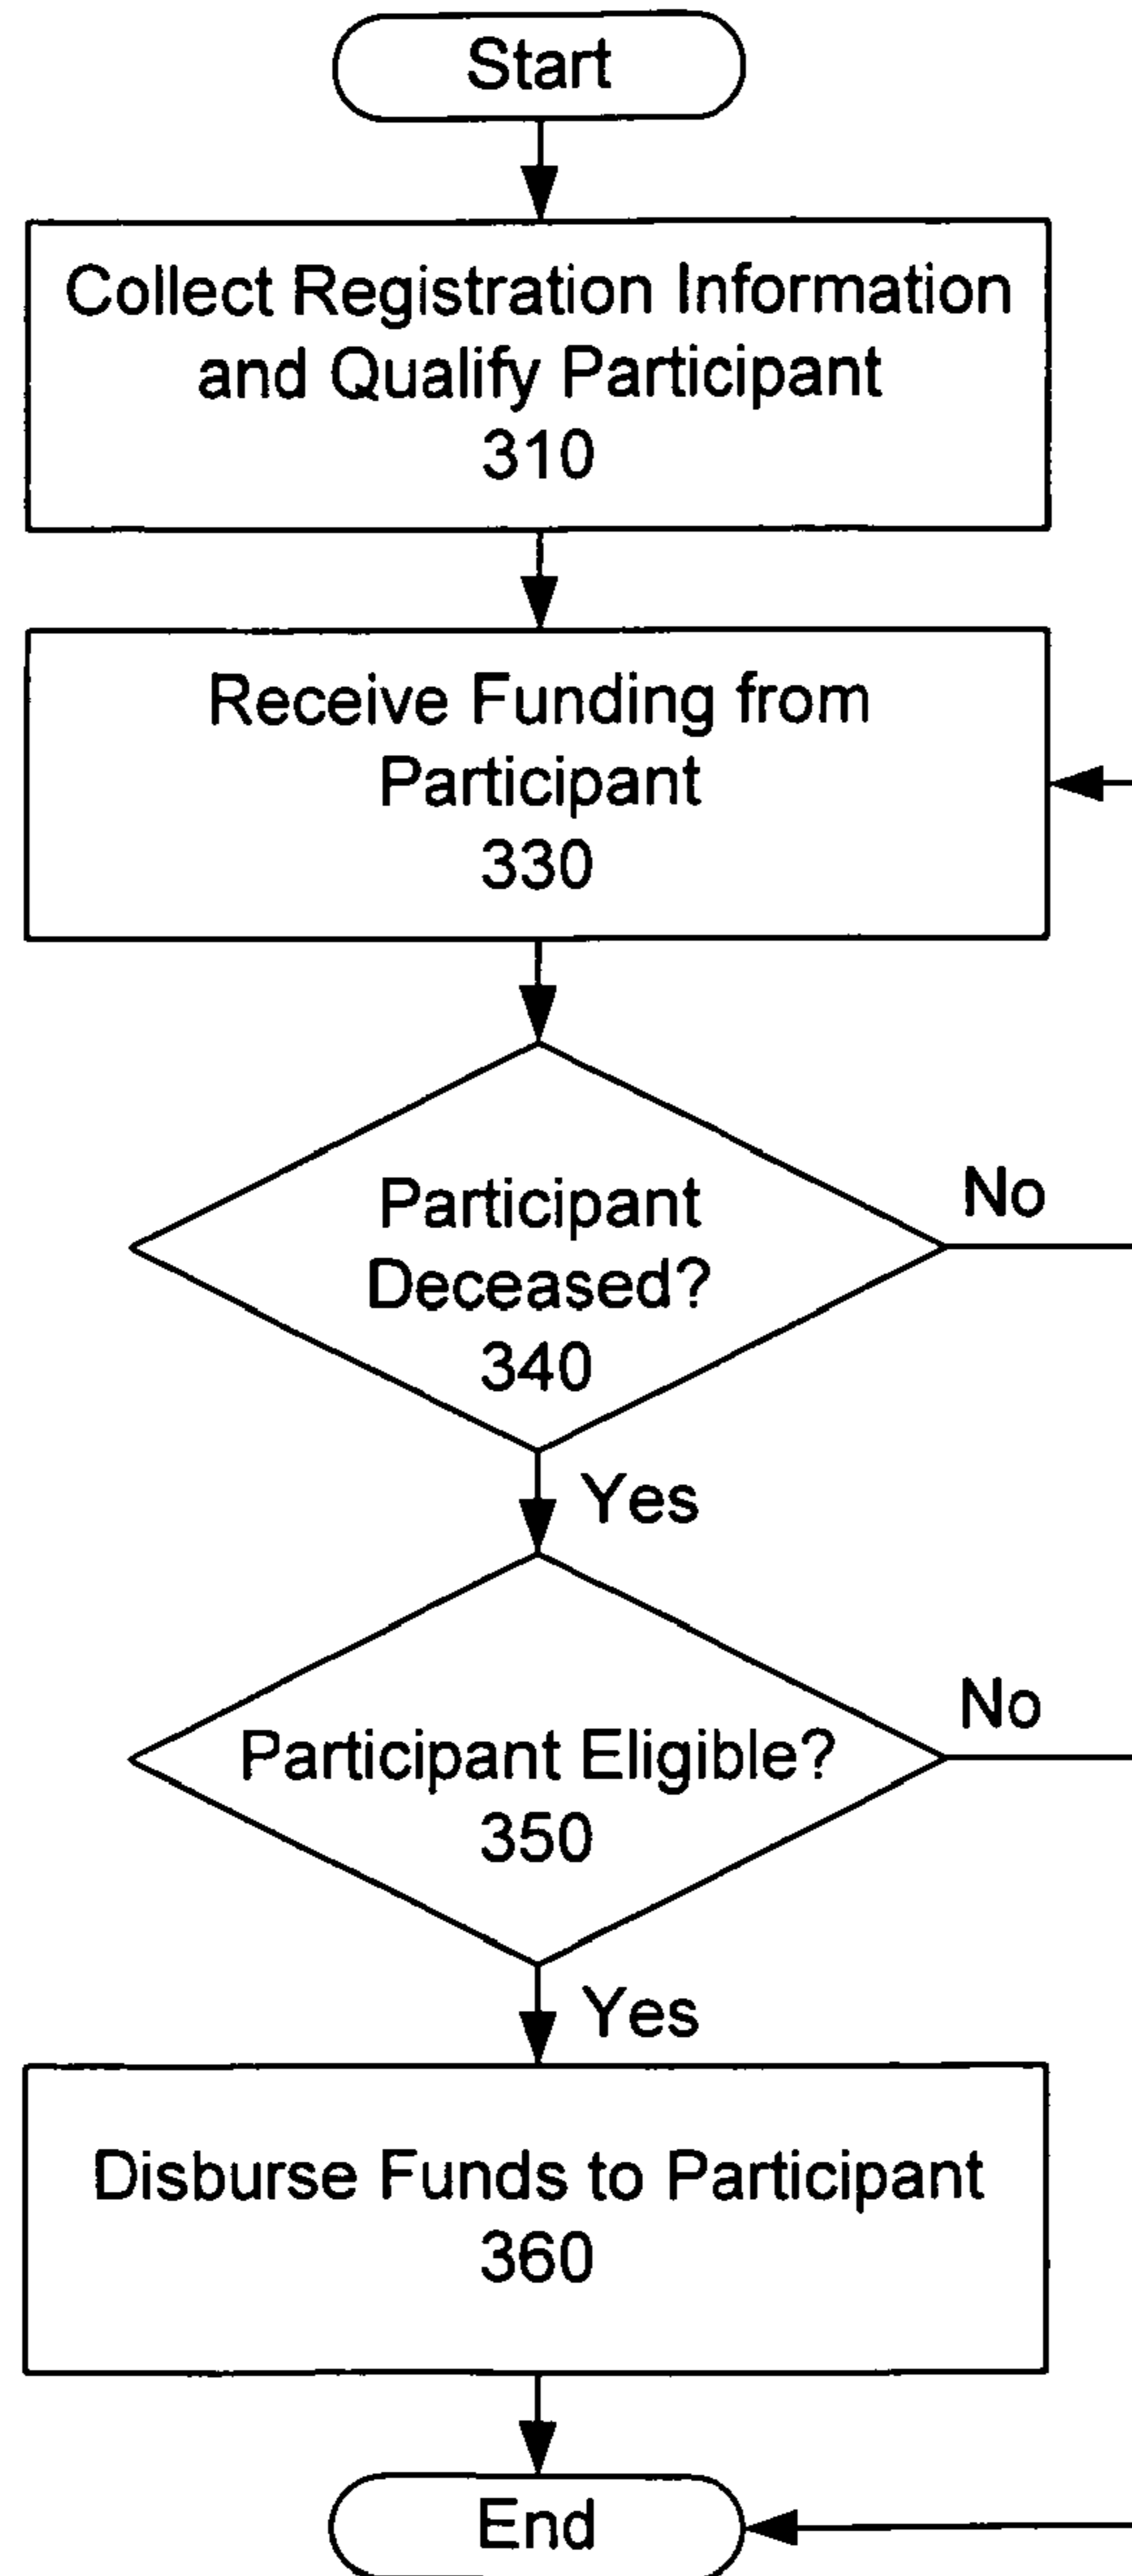 Start
Collect Registration Information
and Qualify Participant
310
Receive Funding from
Participant
330
Participant
Deceased?
340
No
Yes
Participant Eligible?
350
No
Yes
Disburse Funds to Participant
360
End